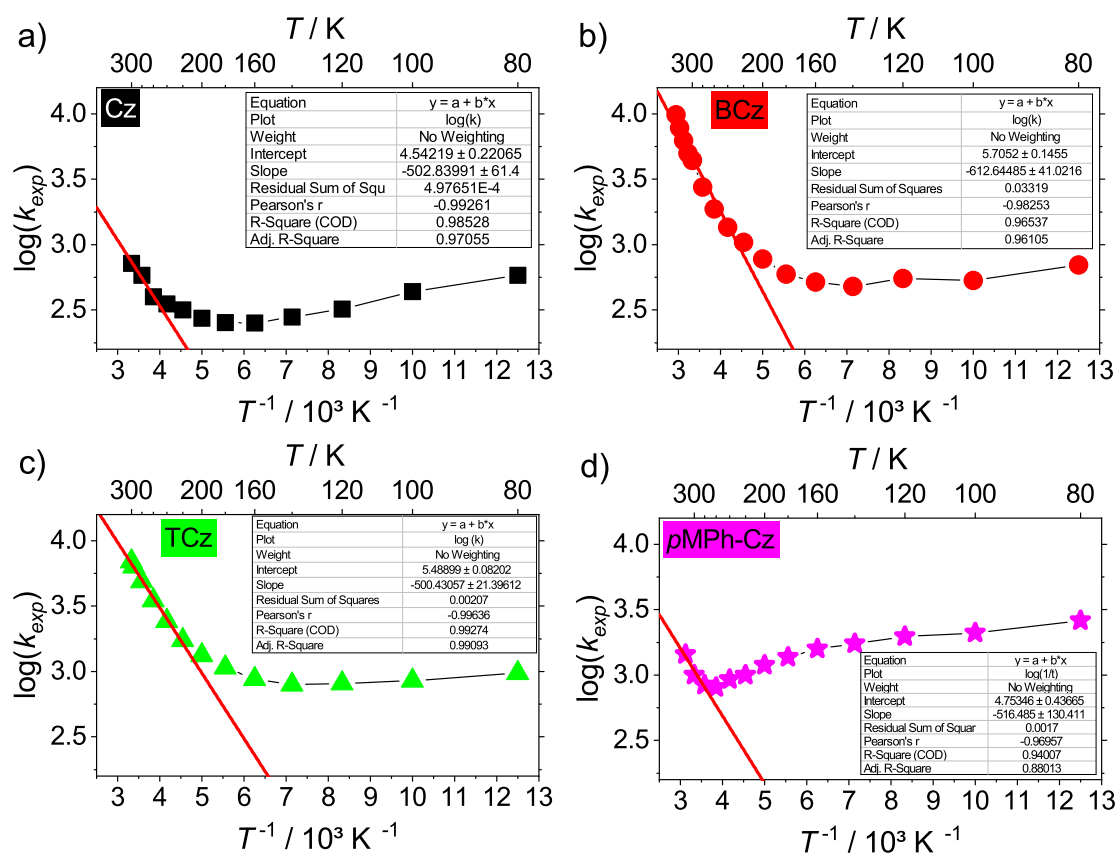 a)
T / K
300 200 160 120 100 80
Cz
Equation y = a + b*x
Plot log(k)
Weight No Weighting
Intercept 4.54219 ± 0.22065
Slope -502.83991 ± 61.4
Residual Sum of Squ 4.97651E-4
Pearson's r -0.99261
R-Square (COD) 0.98528
Adj. R-Square 0.97055
4.0
3.5
3.0
2.5
log(kexp)
3 4 5 6 7 8 9 10 11 12 13
T -1 / 10³ K -1
b)
T / K
300 200 160 120 100 80
BCz
Equation y = a + b*x
Plot log(k)
Weight No Weighting
Intercept 5.7052 ± 0.1455
Slope -612.64485 ± 41.0216
Residual Sum of Squares 0.03319
Pearson's r -0.98253
R-Square (COD) 0.96537
Adj. R-Square 0.96105
4.0
3.5
3.0
2.5
log(kexp)
3 4 5 6 7 8 9 10 11 12 13
T -1 / 10³ K -1
c)
T / K
300 200 160 120 100 80
TCz
Equation y = a + b*x
Plot log (k)
Weight No Weighting
Intercept 5.48899 ± 0.08202
Slope -500.43057 ± 21.39612
Residual Sum of Squares 0.00207
Pearson's r -0.99636
R-Square (COD) 0.99274
Adj. R-Square 0.99093
4.0
3.5
3.0
2.5
log(kexp)
3 4 5 6 7 8 9 10 11 12 13
T -1 / 10³ K -1
d)
T / K
300 200 160 120 100 80
pMPh-Cz
Equation y = a + b*x
Plot log(1/t)
Weight No Weighting
Intercept 4.75346 ± 0.43665
Slope -516.485 ± 130.411
Residual Sum of Squar 0.0017
Pearson's r -0.96957
R-Square (COD) 0.94007
Adj. R-Square 0.88013
4.0
3.5
3.0
2.5
log(kexp)
3 4 5 6 7 8 9 10 11 12 13
T -1 / 10³ K -1